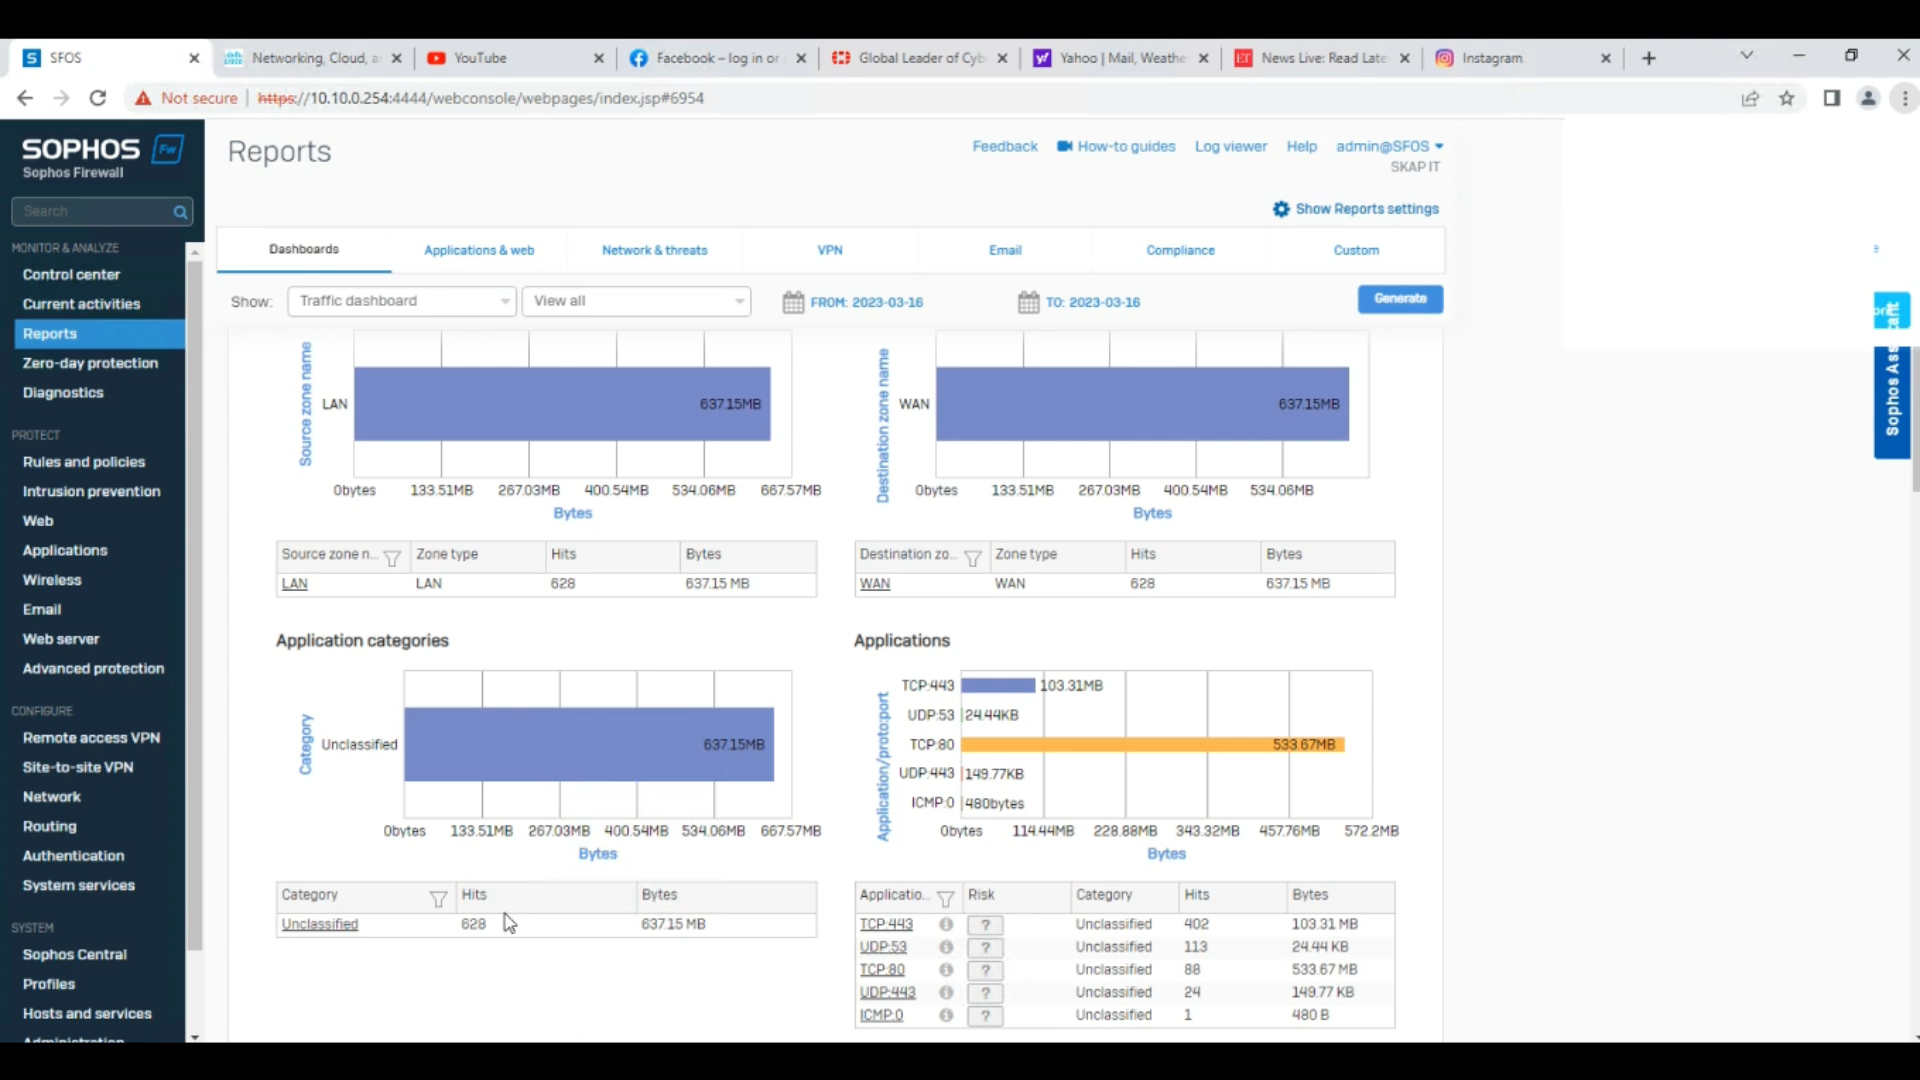 SFOS
Networking, Cloud, a
YouTube
Facebook – log in or
Global Leader of Cyb
Yahoo | Mail, Weathe
News Live: Read Late
Instagram
Not secure
https://10.10.0.254:4444/webconsole/webpages/index.jsp#6954
SOPHOS Fw
Sophos Firewall
Search
MONITOR & ANALYZE
Control center
Current activities
Reports
Zero-day protection
Diagnostics
PROTECT
Rules and policies
Intrusion prevention
Web
Applications
Wireless
Email
Web server
Advanced protection
CONFIGURE
Remote access VPN
Site-to-site VPN
Network
Routing
Authentication
System services
SYSTEM
Sophos Central
Profiles
Hosts and services
Administration
Reports
Feedback How-to guides Log viewer Help admin@SFOS
SKAP IT
Show Reports settings
Dashboards Applications & web Network & threats VPN Email Compliance Custom
Show: Traffic dashboard View all FROM: 2023-03-16 TO: 2023-03-16 Generate
Source zone name
LAN 637.15MB
0bytes 133.51MB 267.03MB 400.54MB 534.06MB 667.57MB
Bytes
Destination zone name
WAN 637.15MB
0bytes 133.51MB 267.03MB 400.54MB 534.06MB
Bytes
Source zone n... Zone type Hits Bytes
LAN LAN 628 637.15 MB
Destination zo... Zone type Hits Bytes
WAN WAN 628 637.15 MB
Application categories
Category
Unclassified 637.15MB
0bytes 133.51MB 267.03MB 400.54MB 534.06MB 667.57MB
Bytes
Category Hits Bytes
Unclassified 628 637.15 MB
Applications
Application/proto:port
TCP:443 103.31MB
UDP:53 24.44KB
TCP:80 533.67MB
UDP:443 149.77KB
ICMP:0 480bytes
0bytes 114.44MB 228.88MB 343.32MB 457.76MB 572.2MB
Bytes
Applicatio... Risk Category Hits Bytes
TCP:443 ? Unclassified 402 103.31 MB
UDP:53 ? Unclassified 113 24.44 KB
TCP:80 ? Unclassified 88 533.67 MB
UDP:443 ? Unclassified 24 149.77 KB
ICMP:0 ? Unclassified 1 480 B
Sophos Ass